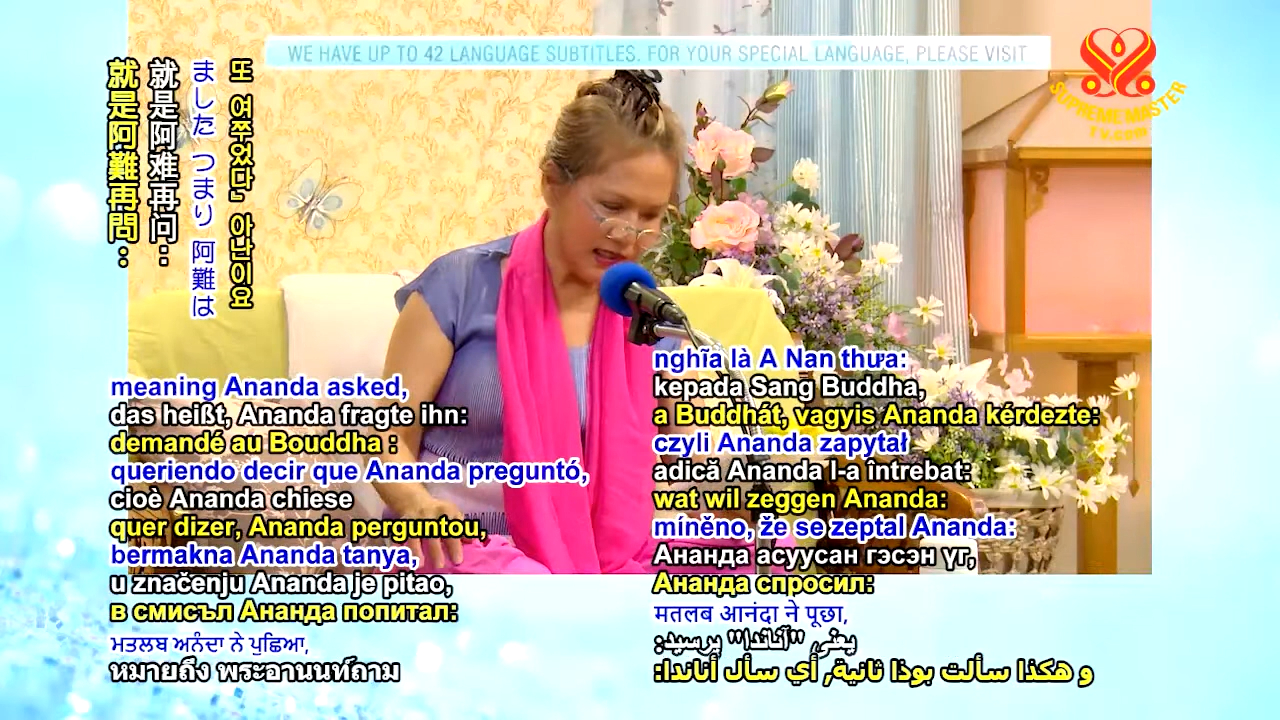 WE HAVE UP TO 42 LANGUAGE SUBTITLES. FOR YOUR SPECIAL LANGUAGE, PLEASE VISIT
SUPREME MASTER
TV.COM
또 여쭈었다』 아난이요
ました つまり 阿難は
就是阿难再问：
就是阿難再問：
meaning Ananda asked,
das heißt, Ananda fragte ihn:
demandé au Bouddha :
queriendo decir que Ananda preguntó,
cioè Ananda chiese
quer dizer, Ananda perguntou,
bermakna Ananda tanya,
u značenju Ananda je pitao,
в смисъл Ананда попитал:
ਮਤਲਬ ਅਨੰਦਾ ਨੇ ਪੁਛਿਆ,
หมายถึง พระอานนท์ถาม
nghĩa là A Nan thưa:
kepada Sang Buddha,
a Buddhát, vagyis Ananda kérdezte:
czyli Ananda zapytał
adică Ananda l-a întrebat:
wat wil zeggen Ananda:
míněno, že se zeptal Ananda:
Ананда асуусан гэсэн үг,
Ананда спросил:
मतलब आनंदा ने पूछा,
یعنی "آناندا" پرسید:
و هكذا سألت بوذا ثانية, أي سأل أناندا: